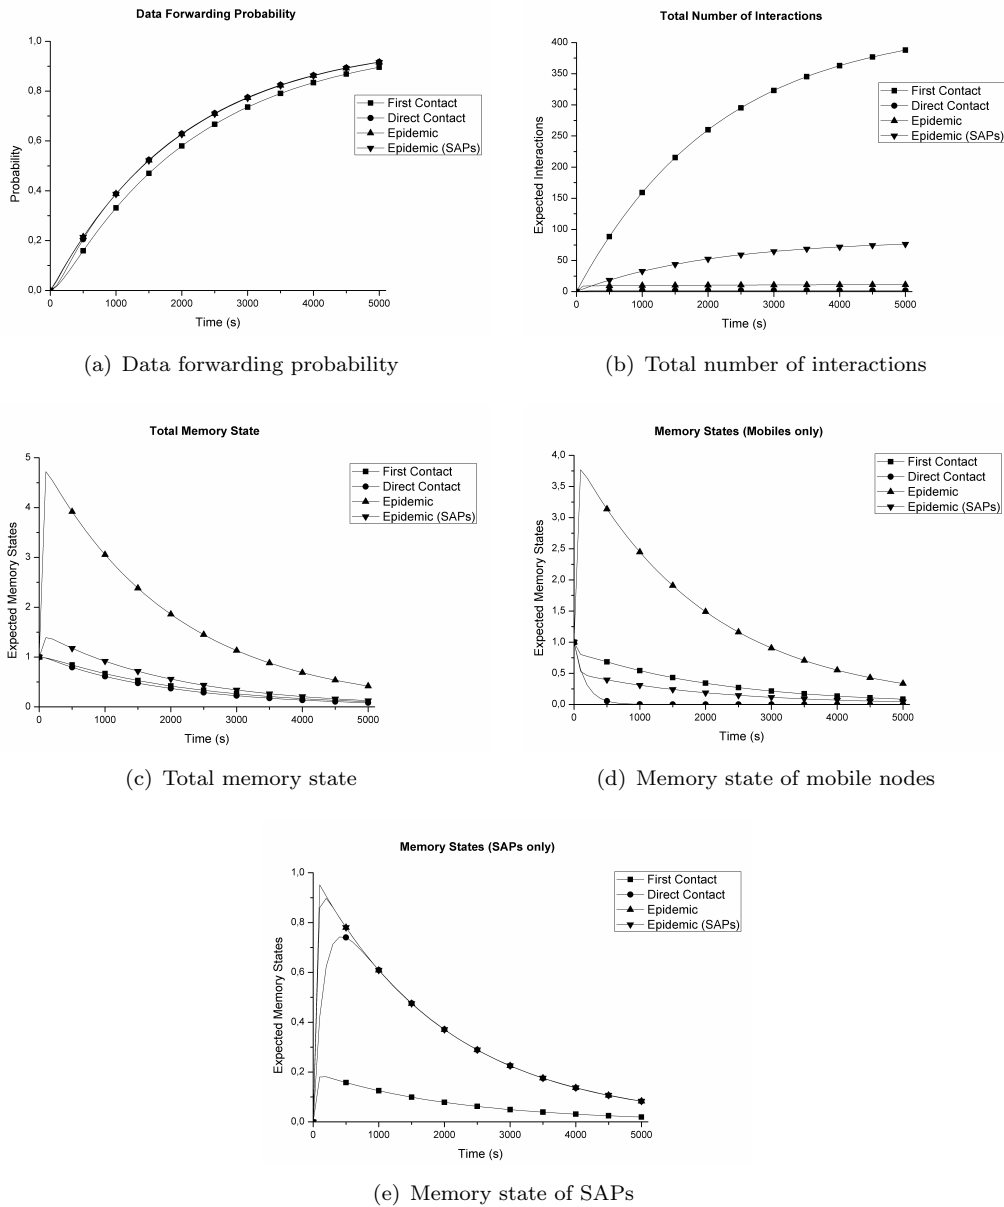 Data Forwarding Probability
1,0
0,8
0,6
0,4
0,2
0,0
Probability
0 1000 2000 3000 4000 5000
Time (s)
First Contact
Direct Contact
Epidemic
Epidemic (SAPs)
(a) Data forwarding probability
Total Number of Interactions
400
350
300
250
200
150
100
50
0
Expected Interactions
0 1000 2000 3000 4000 5000
Time (s)
First Contact
Direct Contact
Epidemic
Epidemic (SAPs)
(b) Total number of interactions
Total Memory State
5
4
3
2
1
0
Expected Memory States
0 1000 2000 3000 4000 5000
Time (s)
First Contact
Direct Contact
Epidemic
Epidemic (SAPs)
(c) Total memory state
Memory States (Mobiles only)
4,0
3,5
3,0
2,5
2,0
1,5
1,0
0,5
0,0
Expected Memory States
0 1000 2000 3000 4000 5000
Time (s)
First Contact
Direct Contact
Epidemic
Epidemic (SAPs)
(d) Memory state of mobile nodes
Memory States (SAPs only)
1,0
0,8
0,6
0,4
0,2
0,0
Expected Memory States
0 1000 2000 3000 4000 5000
Time (s)
First Contact
Direct Contact
Epidemic
Epidemic (SAPs)
(e) Memory state of SAPs